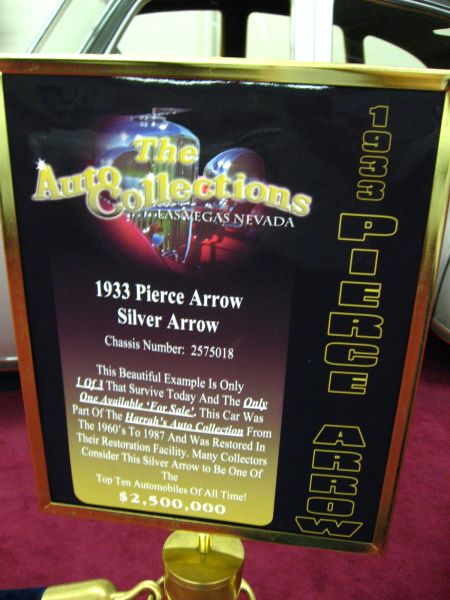 The
Auto Collections
LAS VEGAS NEVADA
1933 Pierce Arrow
Silver Arrow
Chassis Number: 2575018
This Beautiful Example Is Only
1 Of 3 That Survive Today And The Only
One Available 'For Sale'. This Car Was
Part Of The Harrah's Auto Collection From
The 1960's To 1987 And Was Restored In
Their Restoration Facility. Many Collectors
Consider This Silver Arrow to Be One Of
The
Top Ten Automobiles Of All Time!
$2,500,000
1933 PIERCE ARROW